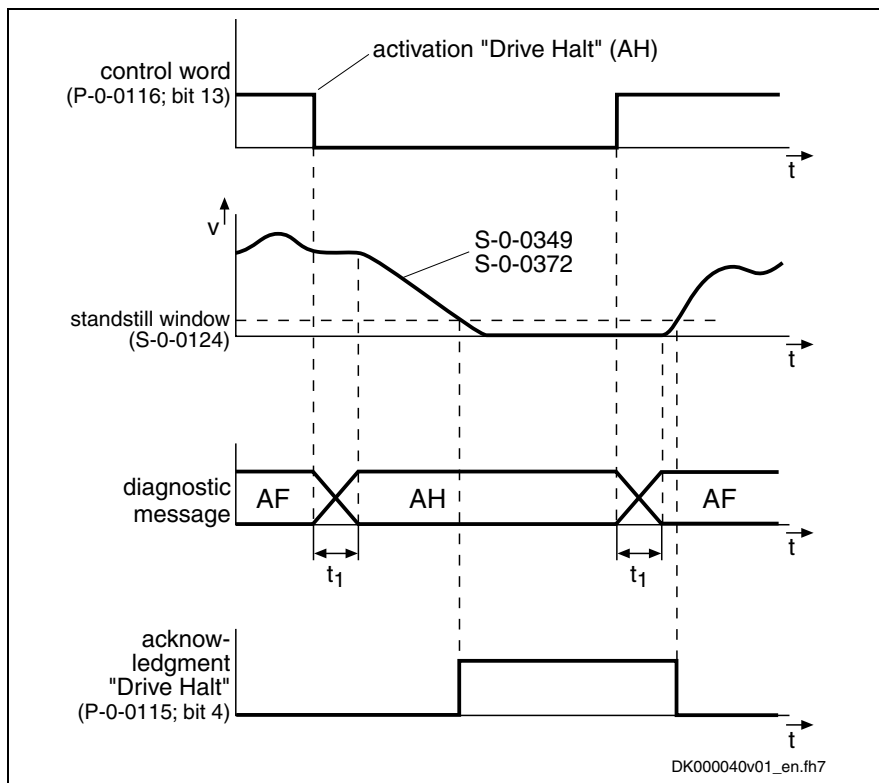 activation "Drive Halt" (AH)
control word
(P-0-0116; bit 13)
t
v
S-0-0349
S-0-0372
standstill window
(S-0-0124)
t
diagnostic
message
AF
AH
AF
t
t1
t1
acknow-
ledgment
"Drive Halt"
(P-0-0115; bit 4)
t
DK000040v01_en.fh7